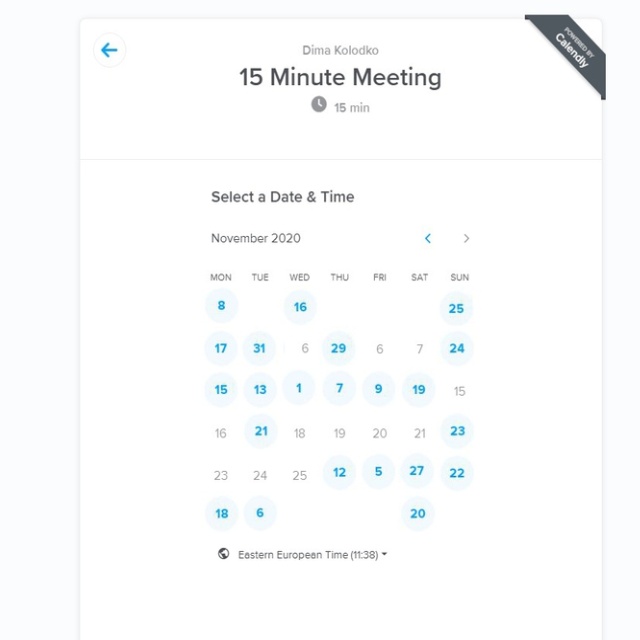 POWERED BY
Calendly
Dima Kolodko
15 Minute Meeting
15 min
Select a Date & Time
November 2020
MON TUE WED THU FRI SAT SUN
8 16 25
17 31 6 29 6 7 24
15 13 1 7 9 19 15
16 21 18 19 20 21 23
23 24 25 12 5 27 22
18 6 20
Eastern European Time (11:38)